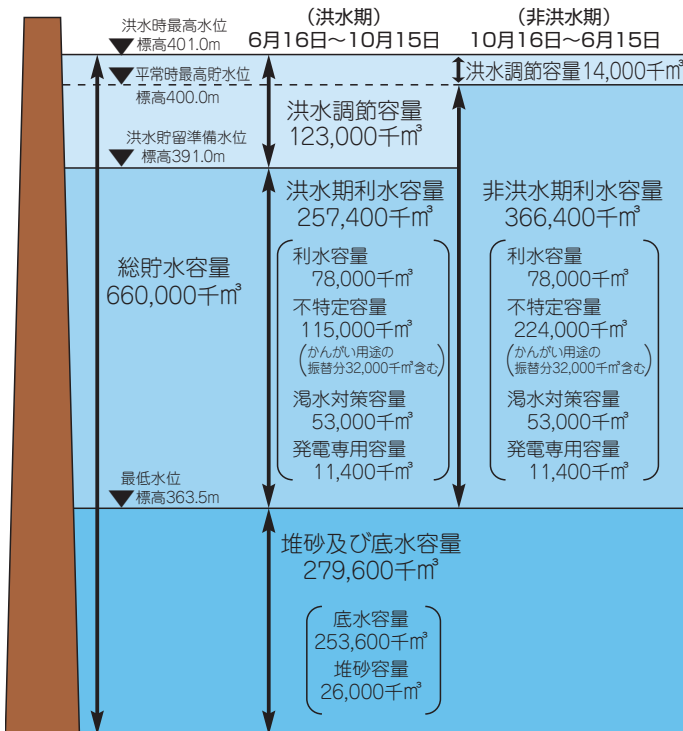 洪水時最高水位
標高401.0m
(洪水期)
6月16日～10月15日
(非洪水期)
10月16日～6月15日
平常時最高貯水位
標高400.0m
洪水調節容量14,000千㎥
洪水調節容量
123,000千㎥
洪水貯留準備水位
標高391.0m
総貯水容量
660,000千㎥
洪水期利水容量
257,400千㎥
利水容量
78,000千㎥
不特定容量
115,000千㎥
(かんがい用途の
振替分32,000千㎥含む)
渇水対策容量
53,000千㎥
発電専用容量
11,400千㎥
非洪水期利水容量
366,400千㎥
利水容量
78,000千㎥
不特定容量
224,000千㎥
(かんがい用途の
振替分32,000千㎥含む)
渇水対策容量
53,000千㎥
発電専用容量
11,400千㎥
最低水位
標高363.5m
堆砂及び底水容量
279,600千㎥
底水容量
253,600千㎥
堆砂容量
26,000千㎥